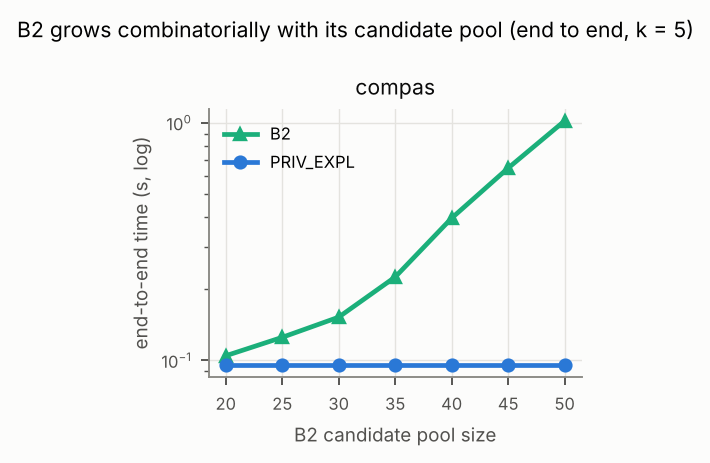 B2 grows combinatorially with its candidate pool (end to end, k = 5)
compas
end-to-end time (s, log)
10⁰
10⁻¹
B2
PRIV_EXPL
20 25 30 35 40 45 50
B2 candidate pool size